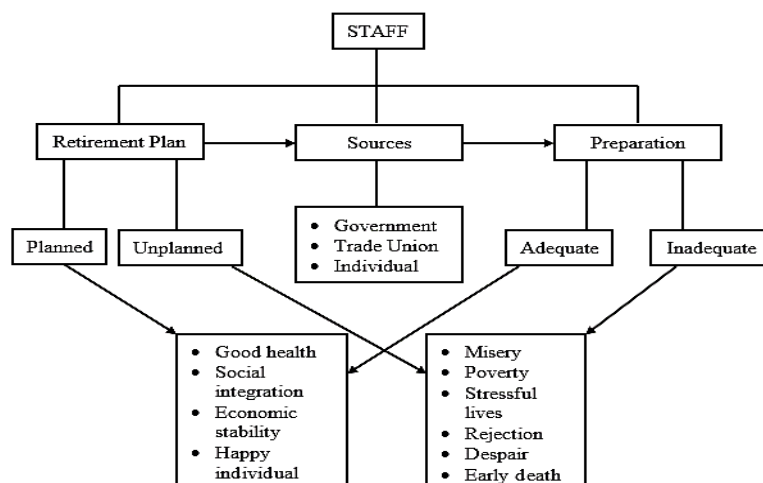 STAFF
Retirement Plan
Sources
Preparation
Planned
Unplanned
• Government
• Trade Union
• Individual
Adequate
Inadequate
• Good health
• Social
integration
• Economic
stability
• Happy
individual
• Misery
• Poverty
• Stressful
lives
• Rejection
• Despair
• Early death